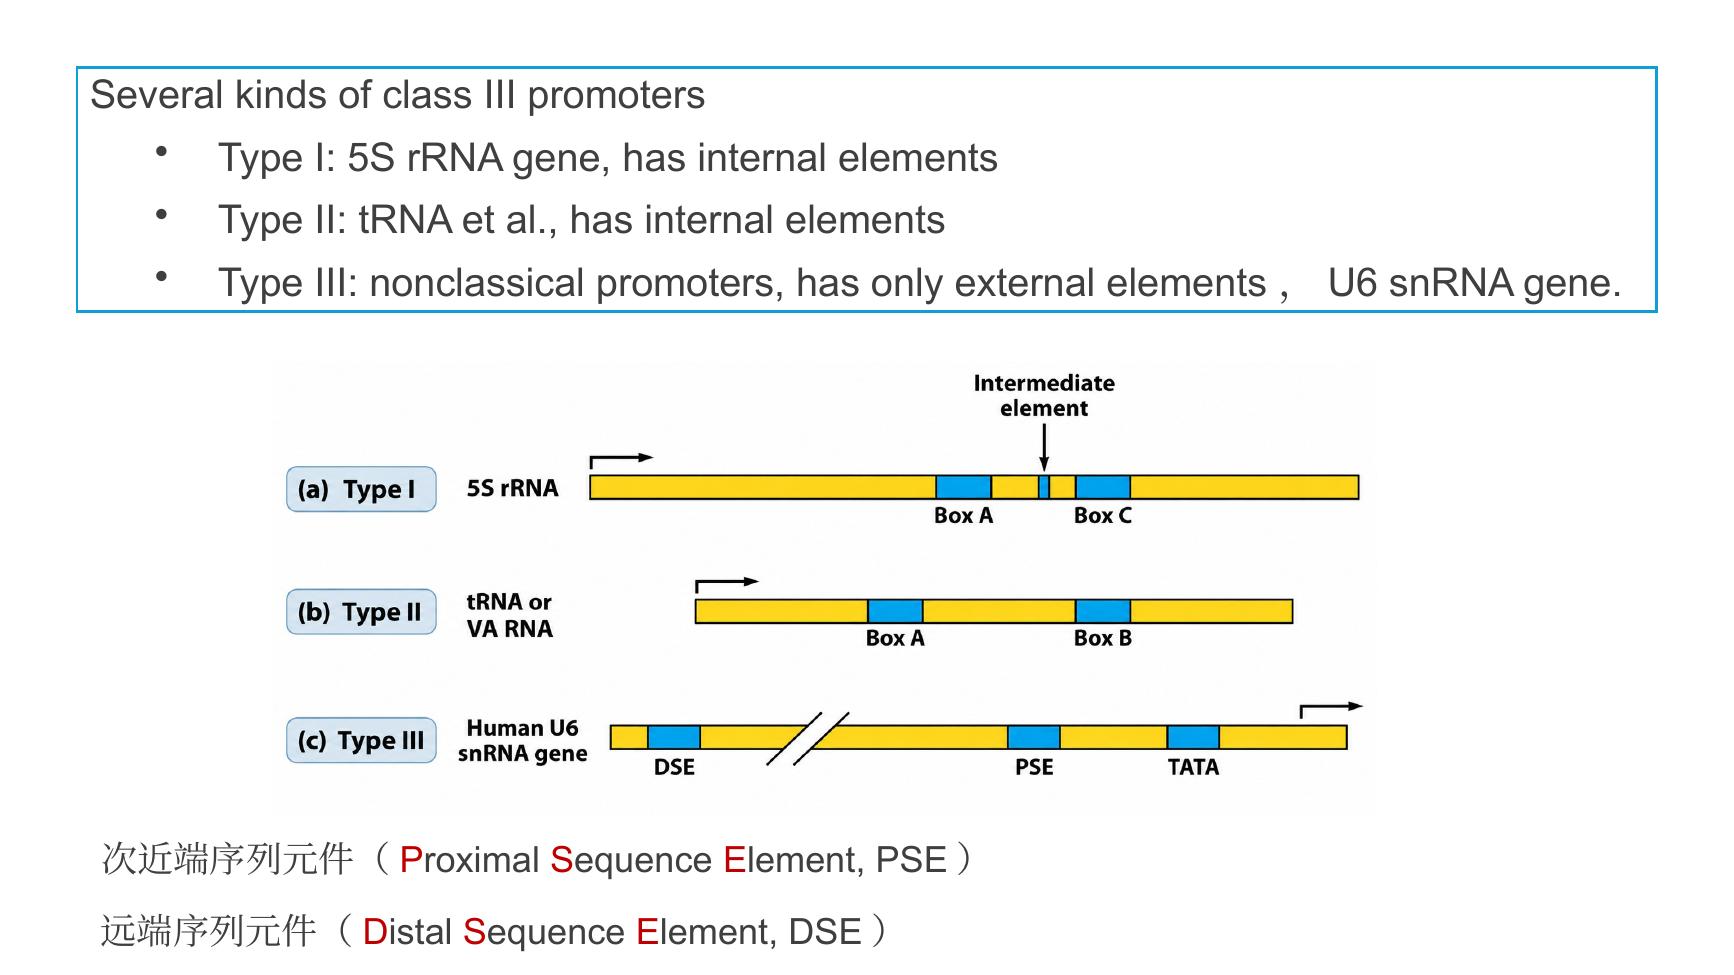 Several kinds of class III promoters
• Type I: 5S rRNA gene, has internal elements
• Type II: tRNA et al., has internal elements
• Type III: nonclassical promoters, has only external elements， U6 snRNA gene.
Intermediate
element
(a) Type I
5S rRNA
Box A
Box C
(b) Type II
tRNA or
VA RNA
Box A
Box B
(c) Type III
Human U6
snRNA gene
DSE
PSE
TATA
次近端序列元件（Proximal Sequence Element, PSE）
远端序列元件（Distal Sequence Element, DSE）